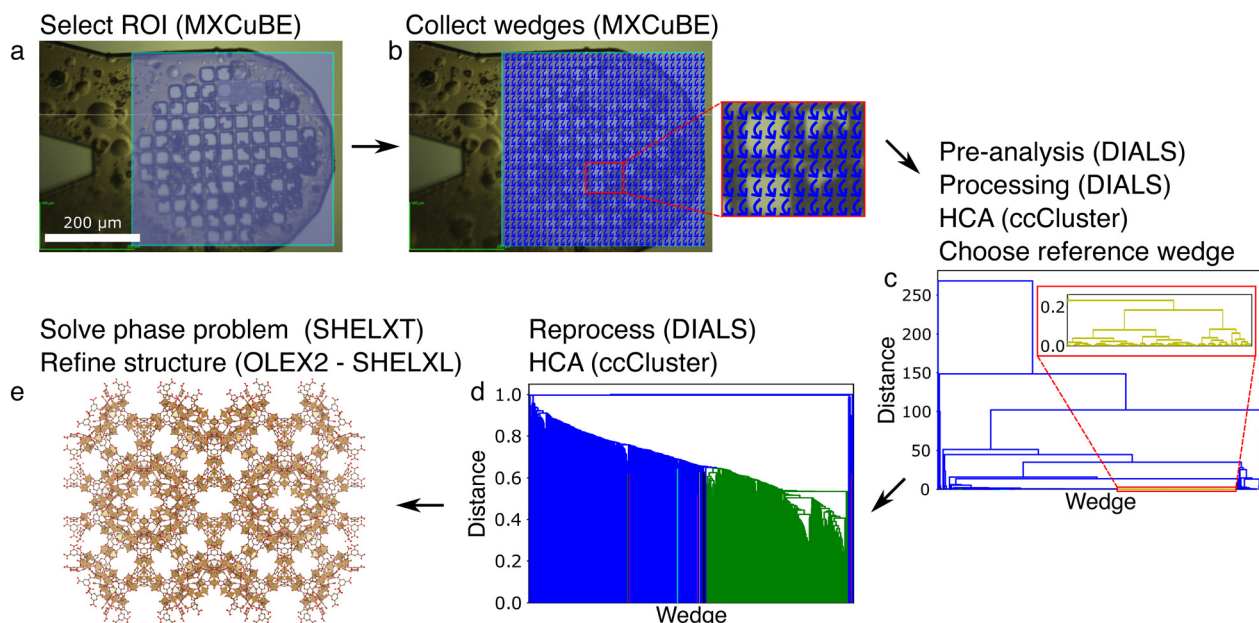 Select ROI (MXCuBE)
a
200 µm
Collect wedges (MXCuBE)
b
Pre-analysis (DIALS)
Processing (DIALS)
HCA (ccCluster)
Choose reference wedge
c
250
200
150
100
50
0
Distance
0.2
0.0
Wedge
Reprocess (DIALS)
HCA (ccCluster)
d
1.0
0.8
0.6
0.4
0.2
0.0
Distance
Wedge
Solve phase problem (SHELXT)
Refine structure (OLEX2 - SHELXL)
e